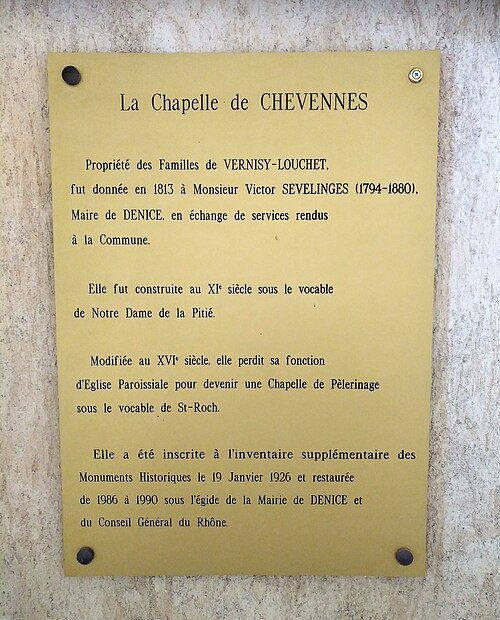 La Chapelle de CHEVENNES
Propriété des Familles de VERNISY-LOUCHET,
fut donnée en 1813 à Monsieur Victor SEVELINGES (1794-1880),
Maire de DENICE, en échange de services rendus
à la Commune.
Elle fut construite au XIᵉ siècle sous le vocable
de Notre Dame de la Pitié.
Modifiée au XVIᵉ siècle, elle perdit sa fonction
d'Eglise Paroissiale pour devenir une Chapelle de Pèlerinage
sous le vocable de St-Roch.
Elle a été inscrite à l'inventaire supplémentaire des
Monuments Historiques le 19 Janvier 1926 et restaurée
de 1986 à 1990 sous l'égide de la Mairie de DENICE et
du Conseil Général du Rhône.